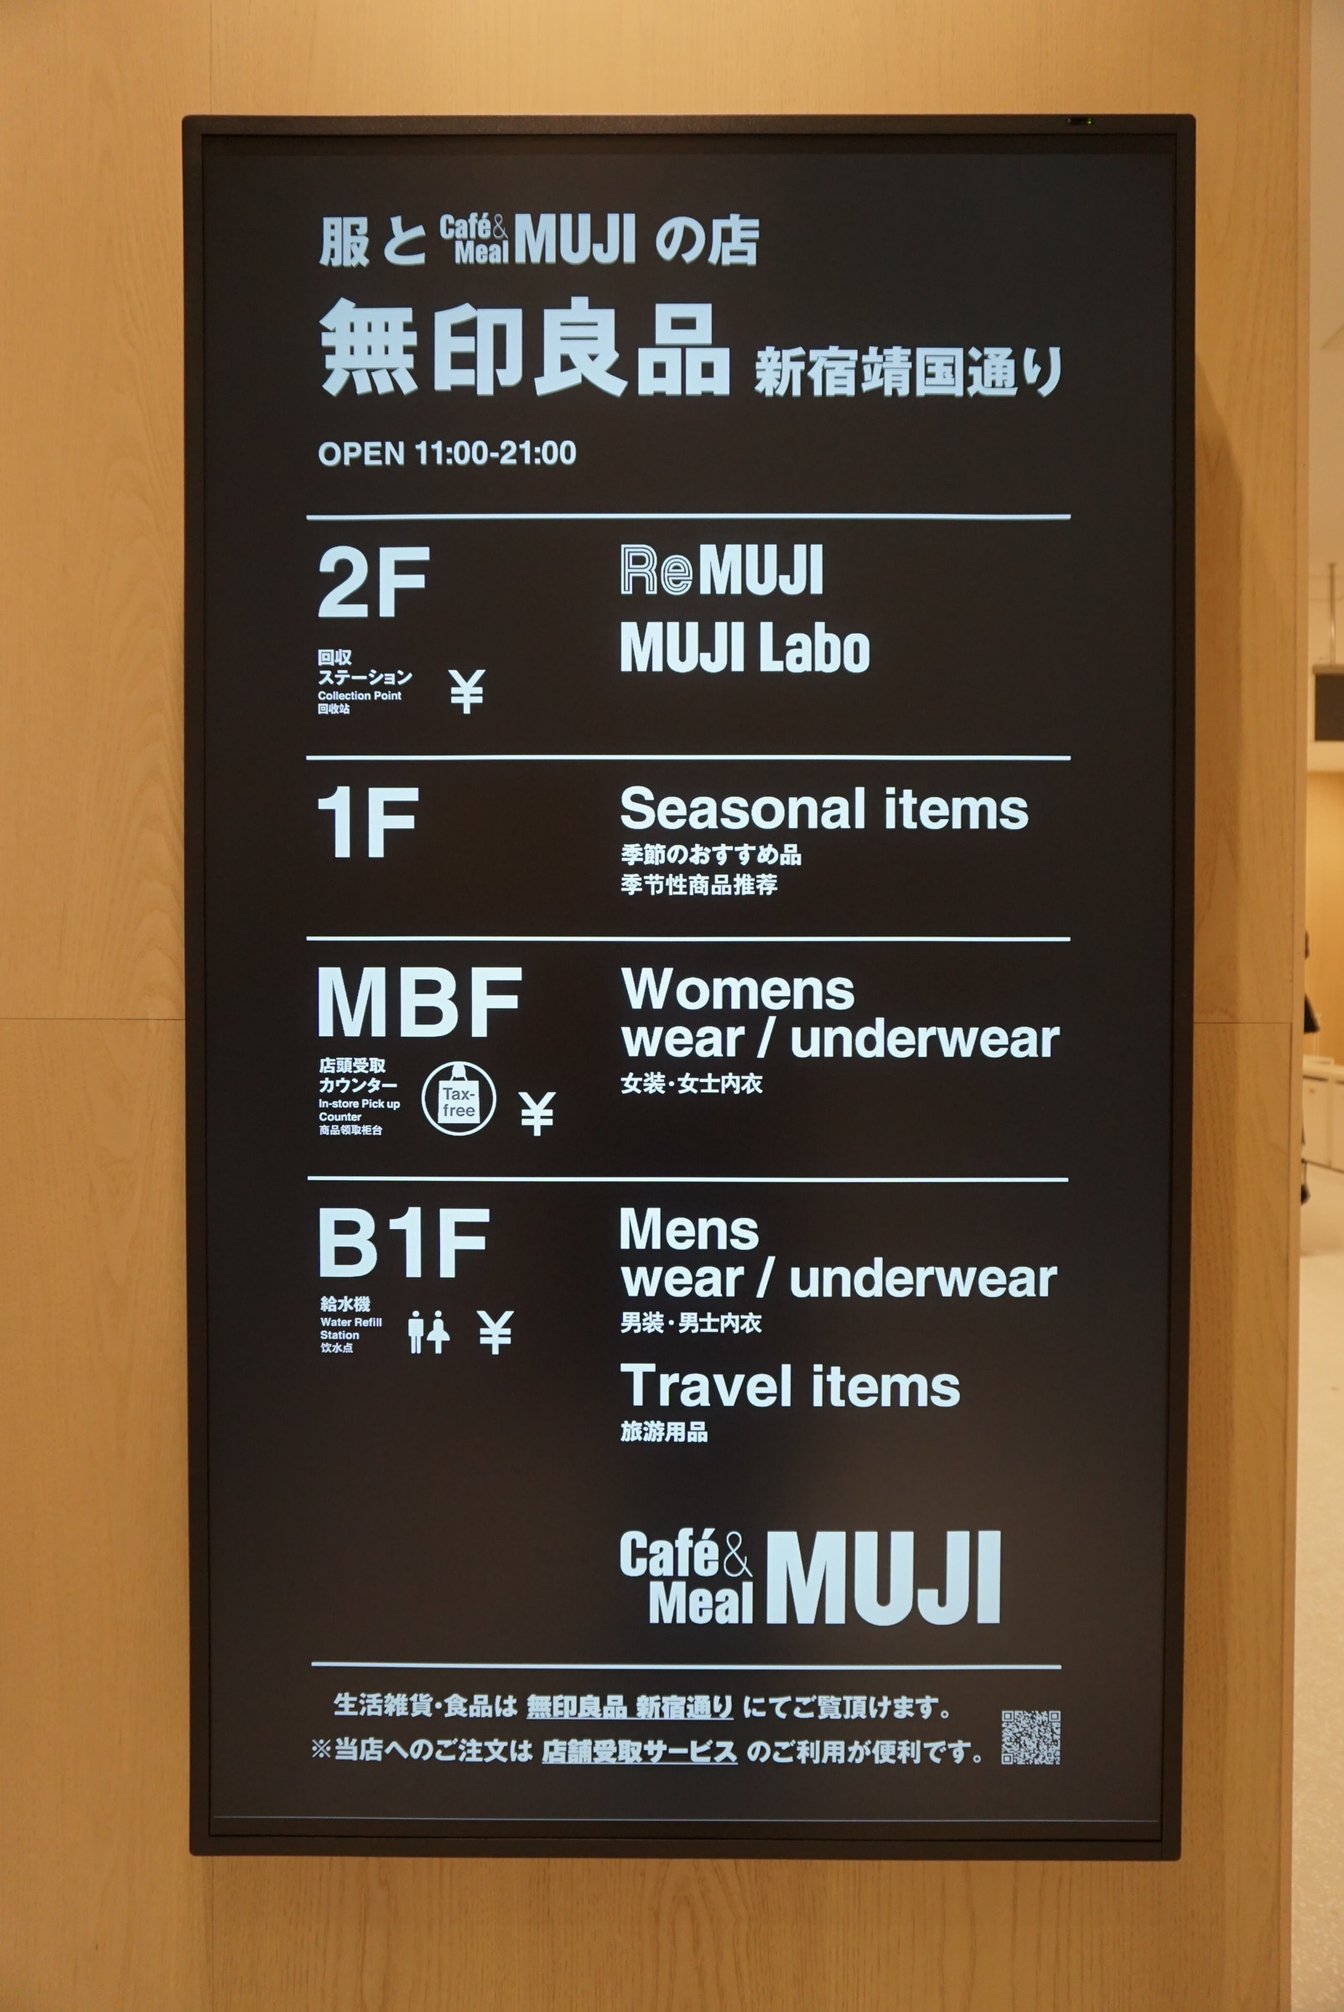 服と Café & Meal MUJI の店
無印良品 新宿靖国通り
OPEN 11:00-21:00
2F
回収
ステーション
Collection Point
回收站
¥
ReMUJI
MUJI Labo
1F
Seasonal items
季節のおすすめ品
季节性商品推荐
MBF
店頭受取
カウンター
In-store Pick up
Counter
商品领取柜台
Tax-
free
¥
Womens
wear / underwear
女装・女士内衣
B1F
給水機
Water Refill
Station
饮水点
¥
Mens
wear / underwear
男装・男士内衣
Travel items
旅游用品
Café & Meal MUJI
生活雑貨・食品は 無印良品 新宿通り にてご覧頂けます。
※当店へのご注文は 店舗受取サービス のご利用が便利です。